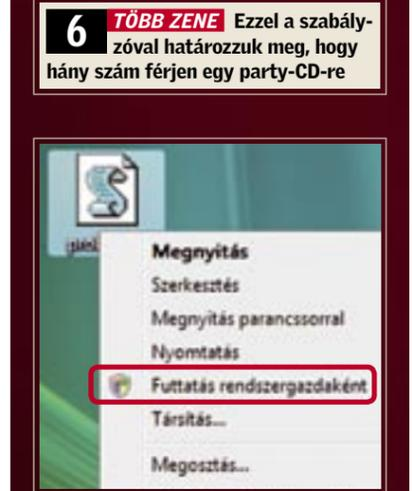 6 TÖBB ZENE Ezzel a szabály-
zóval határozzuk meg, hogy
hány szám férjen egy party-CD-re
Megnyitás
Szerkesztés
Megnyitás parancssorral
Nyomtatás
Futtatás rendszergazdaként
Társítás...
Megosztás...